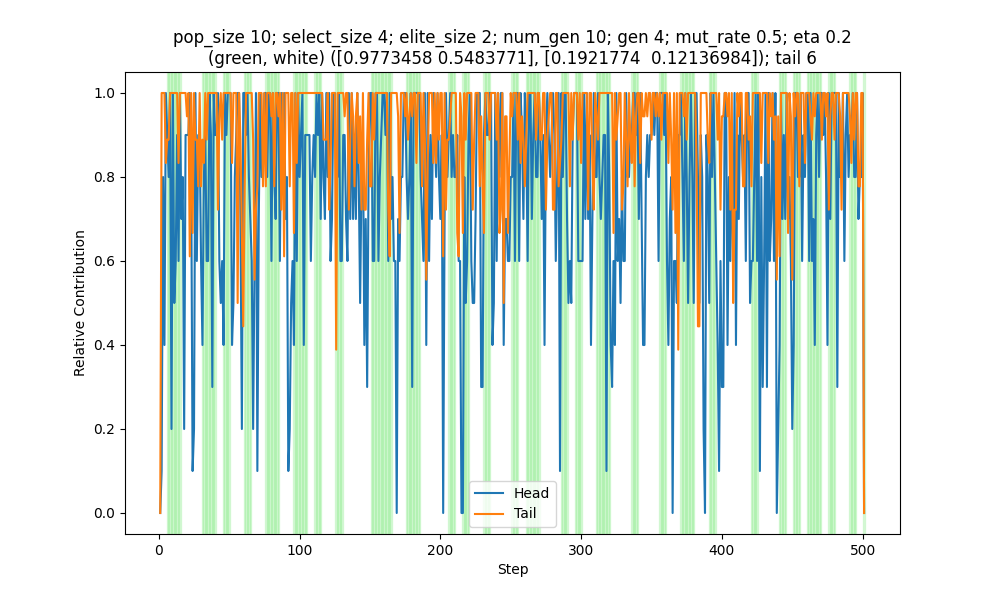 pop_size 10; select_size 4; elite_size 2; num_gen 10; gen 4; mut_rate 0.5; eta 0.2
(green, white) ([0.9773458 0.5483771], [0.1921774  0.12136984]); tail 6
1.0
0.8
0.6
0.4
0.2
0.0
Relative Contribution
Head
Tail
0 100 200 300 400 500
Step